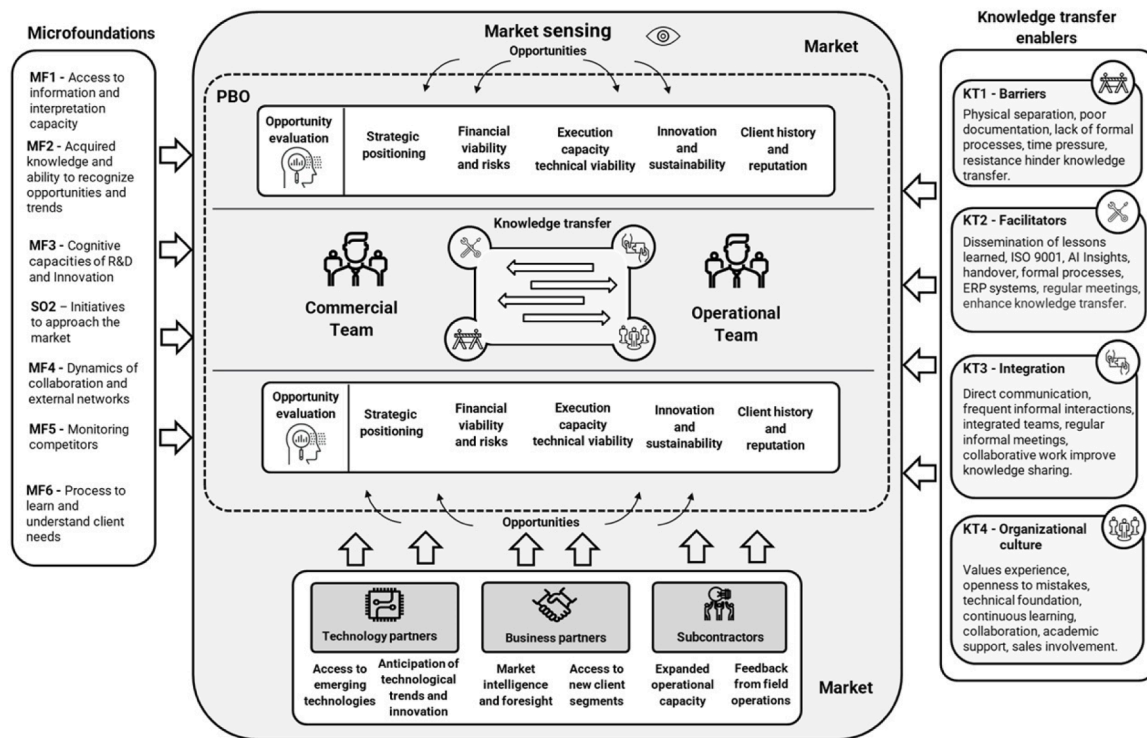 Microfoundations
MF1 - Access to
information and
interpretation
capacity
MF2 - Acquired
knowledge and
ability to recognize
opportunities and
trends
MF3 - Cognitive
capacities of R&D
and Innovation
SO2 – Initiatives
to approach the
market
MF4 - Dynamics of
collaboration and
external networks
MF5 - Monitoring
competitors
MF6 - Process to
learn and
understand client
needs
Market sensing
Opportunities
Market
PBO
Opportunity
evaluation
Strategic
positioning
Financial
viability
and risks
Execution
capacity
technical viability
Innovation
and
sustainability
Client history
and
reputation
Knowledge transfer
Commercial
Team
Operational
Team
Opportunity
evaluation
Strategic
positioning
Financial
viability
and risks
Execution
capacity
technical viability
Innovation
and
sustainability
Client history
and
reputation
Opportunities
Technology partners
Business partners
Subcontractors
Access to
emerging
technologies
Anticipation of
technological
trends and
innovation
Market
intelligence
and foresight
Access to
new client
segments
Expanded
operational
capacity
Feedback
from field
operations
Market
Knowledge transfer
enablers
KT1 - Barriers
Physical separation, poor
documentation, lack of formal
processes, time pressure,
resistance hinder knowledge
transfer.
KT2 - Facilitators
Dissemination of lessons
learned, ISO 9001, AI Insights,
handover, formal processes,
ERP systems, regular meetings,
enhance knowledge transfer.
KT3 - Integration
Direct communication,
frequent informal interactions,
integrated teams, regular
informal meetings,
collaborative work improve
knowledge sharing.
KT4 - Organizational
culture
Values experience,
openness to mistakes,
technical foundation,
continuous learning,
collaboration, academic
support, sales involvement.